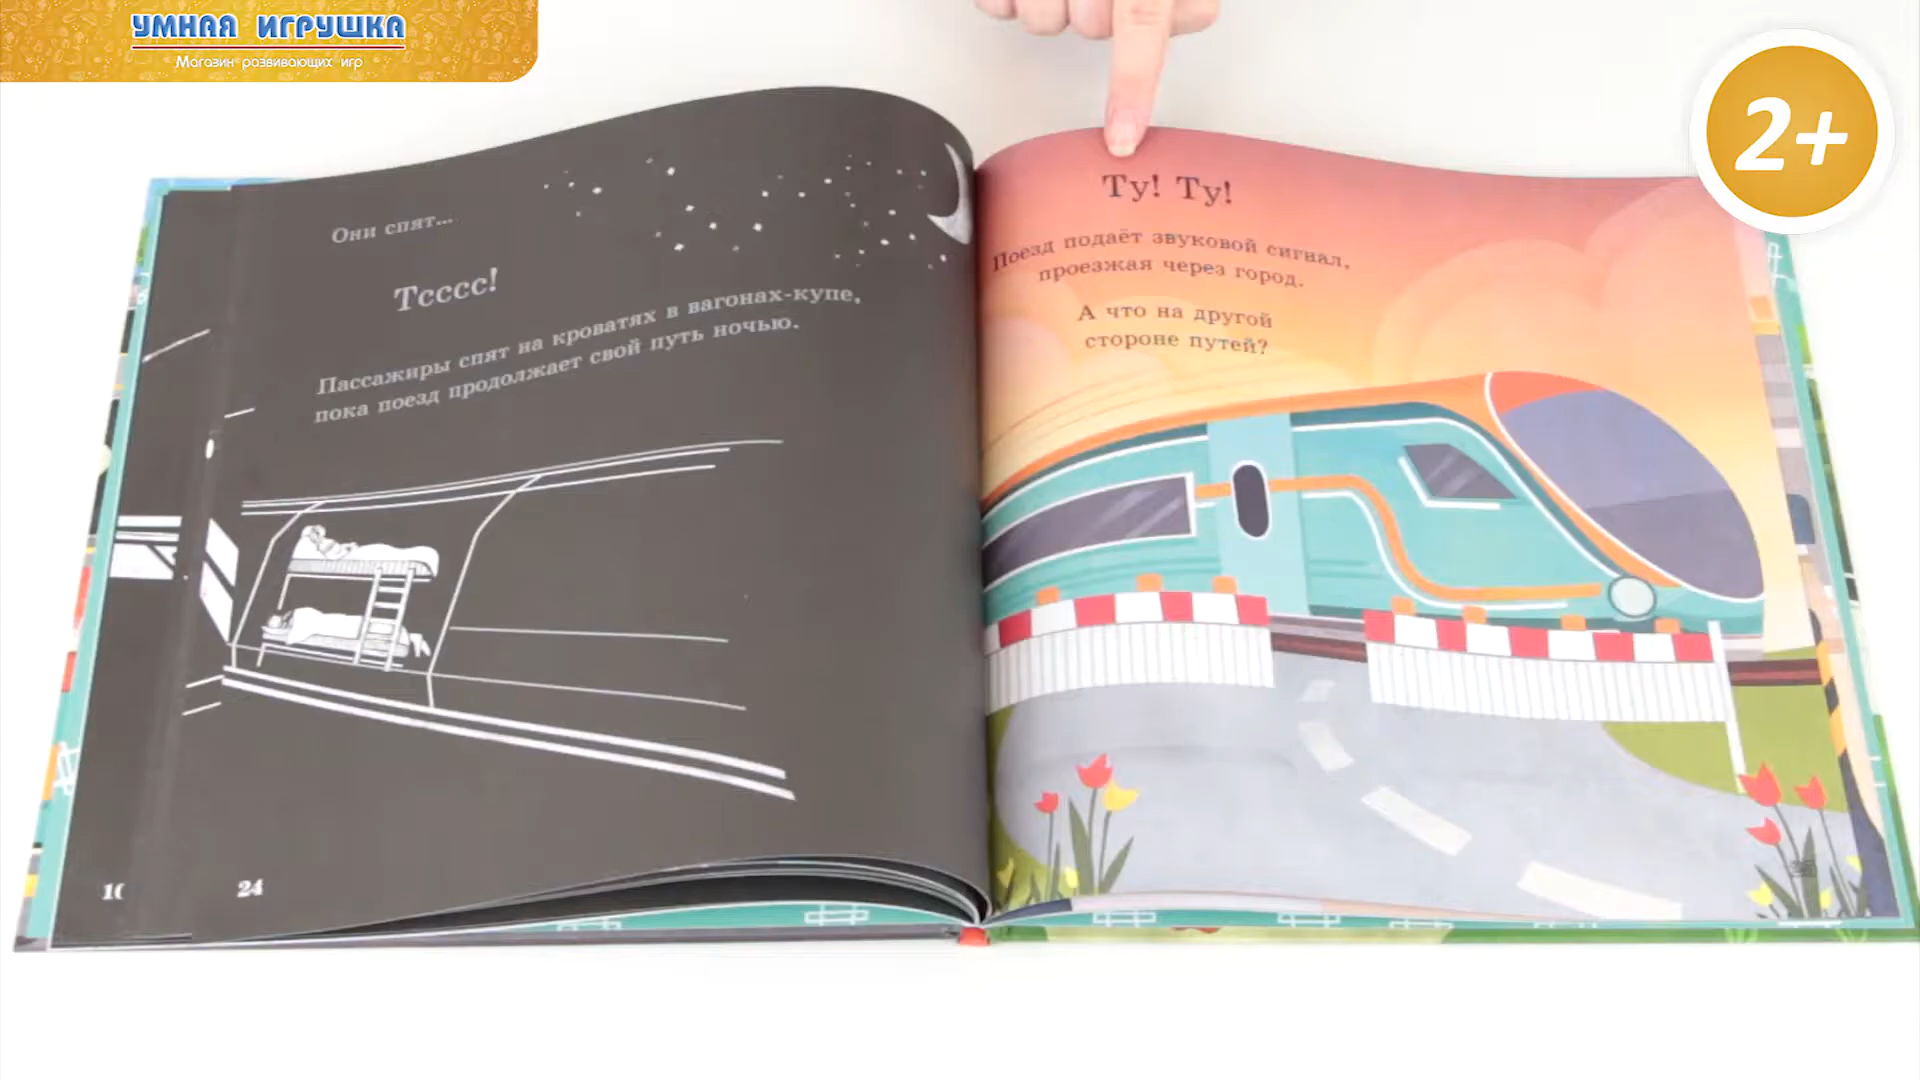 УМНАЯ ИГРУШКА
Магазин развивающих игр
2+
Они спят...
Тсссс!
Пассажиры спят на кроватях в вагонах-купе,
пока поезд продолжает свой путь ночью.
24
Ту! Ту!
Поезд подаёт звуковой сигнал,
проезжая через город.
А что на другой
стороне путей?